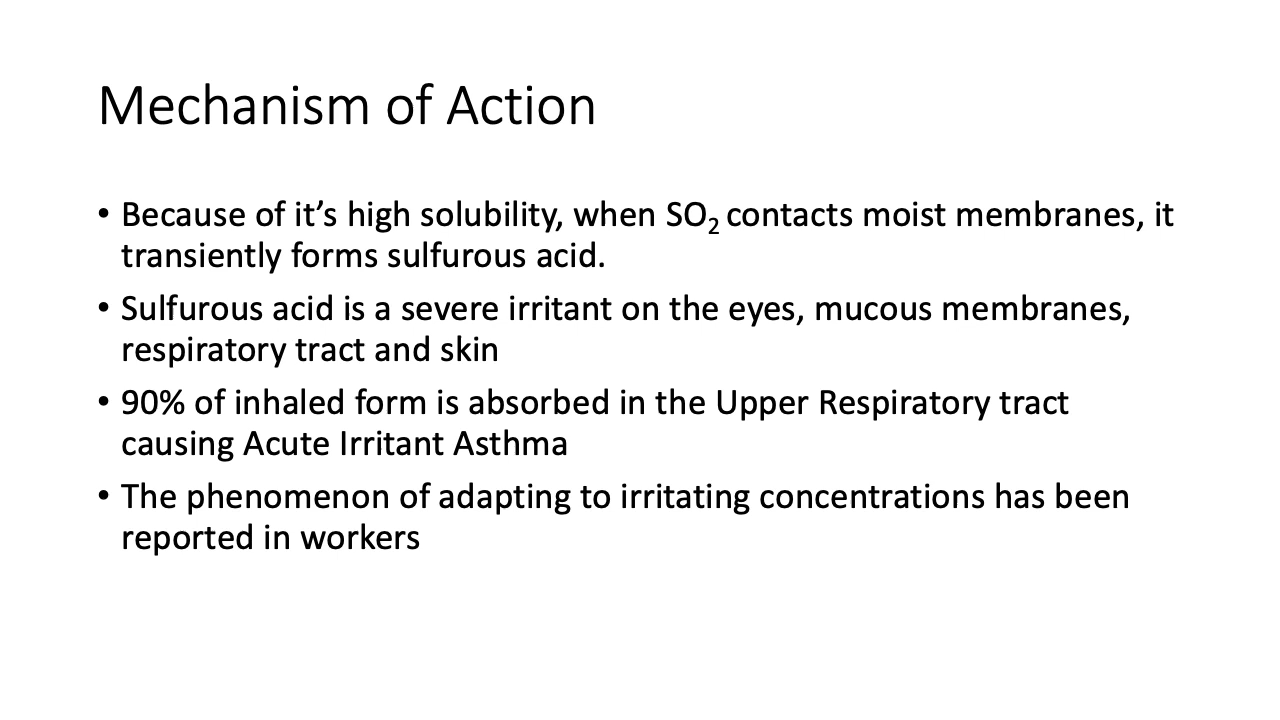 Mechanism of Action
• Because of it’s high solubility, when SO₂ contacts moist membranes, it
transiently forms sulfurous acid.
• Sulfurous acid is a severe irritant on the eyes, mucous membranes,
respiratory tract and skin
• 90% of inhaled form is absorbed in the Upper Respiratory tract
causing Acute Irritant Asthma
• The phenomenon of adapting to irritating concentrations has been
reported in workers